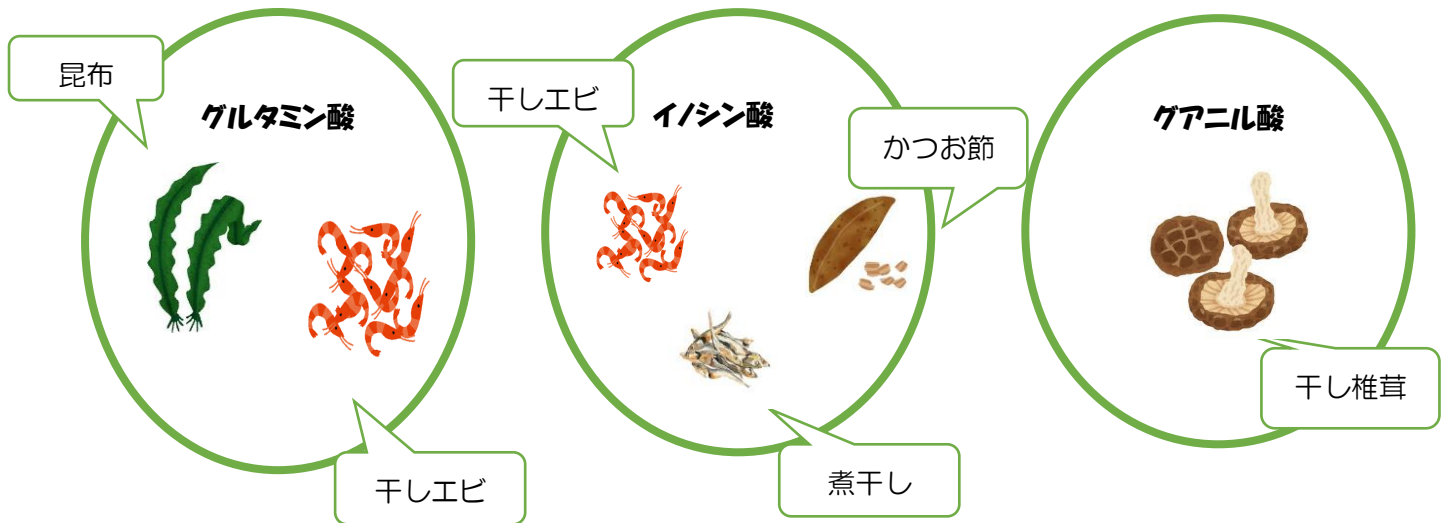 昆布
グルタミン酸
干しエビ
干しエビ
イノシン酸
かつお節
煮干し
グアニル酸
干し椎茸